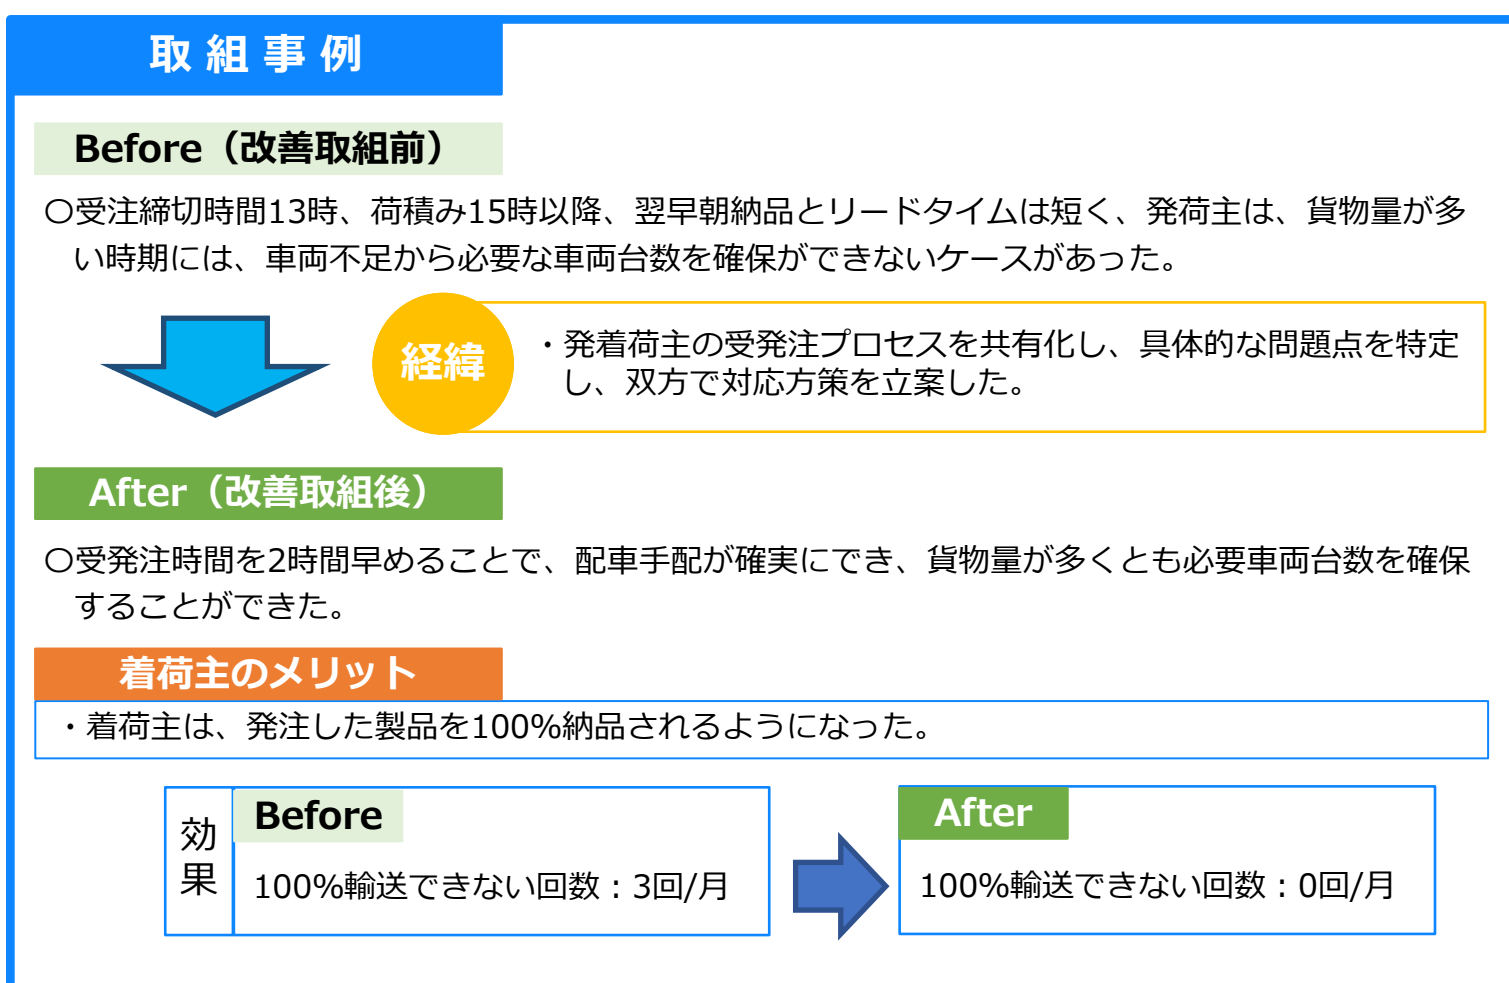 取組事例
Before（改善取組前）
〇受注締切時間13時、荷積み15時以降、翌早朝納品とリードタイムは短く、発荷主は、貨物量が多
い時期には、車両不足から必要な車両台数を確保ができないケースがあった。
経緯
・発着荷主の受発注プロセスを共有化し、具体的な問題点を特定
し、双方で対応方策を立案した。
After（改善取組後）
〇受発注時間を2時間早めることで、配車手配が確実にでき、貨物量が多くとも必要車両台数を確保
することができた。
着荷主のメリット
・着荷主は、発注した製品を100%納品されるようになった。
効果
Before
100%輸送できない回数：3回/月
After
100%輸送できない回数：0回/月